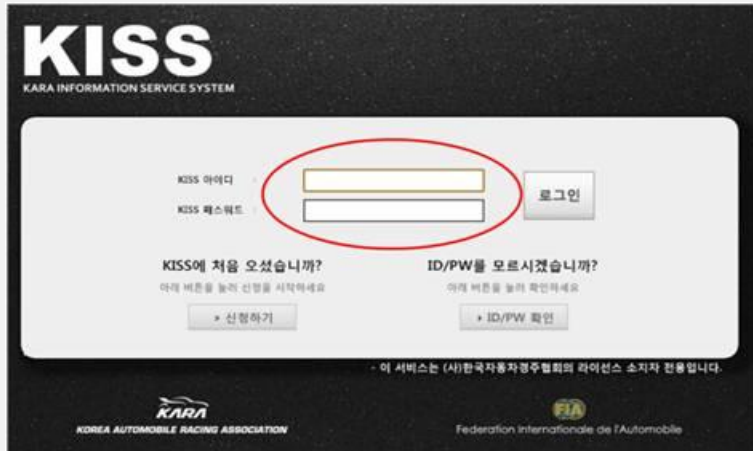 KISS
KARA INFORMATION SERVICE SYSTEM
KISS 아이디 :
KISS 패스워드 :
로그인
KISS에 처음 오셨습니까?
아래 버튼을 눌러 신청을 시작하세요
신청하기
ID/PW를 모르시겠습니까?
아래 버튼을 눌러 확인하세요
ID/PW 확인
- 이 서비스는 (사)한국자동차경주협회의 라이선스 소지자 전용입니다.
KARA
KOREA AUTOMOBILE RACING ASSOCIATION
FIA
Federation Internationale de l'Automobile